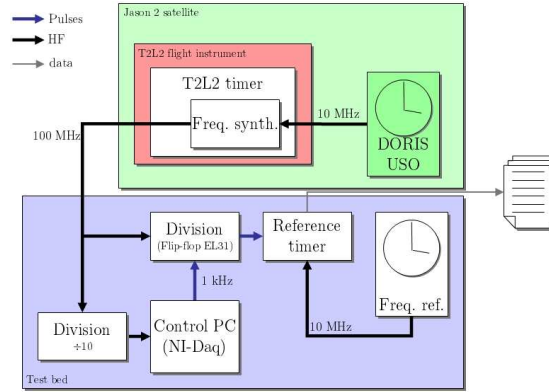 Jason 2 satellite
Pulses
HF
data
T2L2 flight instrument
T2L2 timer
Freq. synth.
10 MHz
DORIS
USO
100 MHz
Division
(Flip-flop EL31)
Reference
timer
1 kHz
Freq. ref.
10 MHz
Division
÷10
Control PC
(NI-Daq)
Test bed